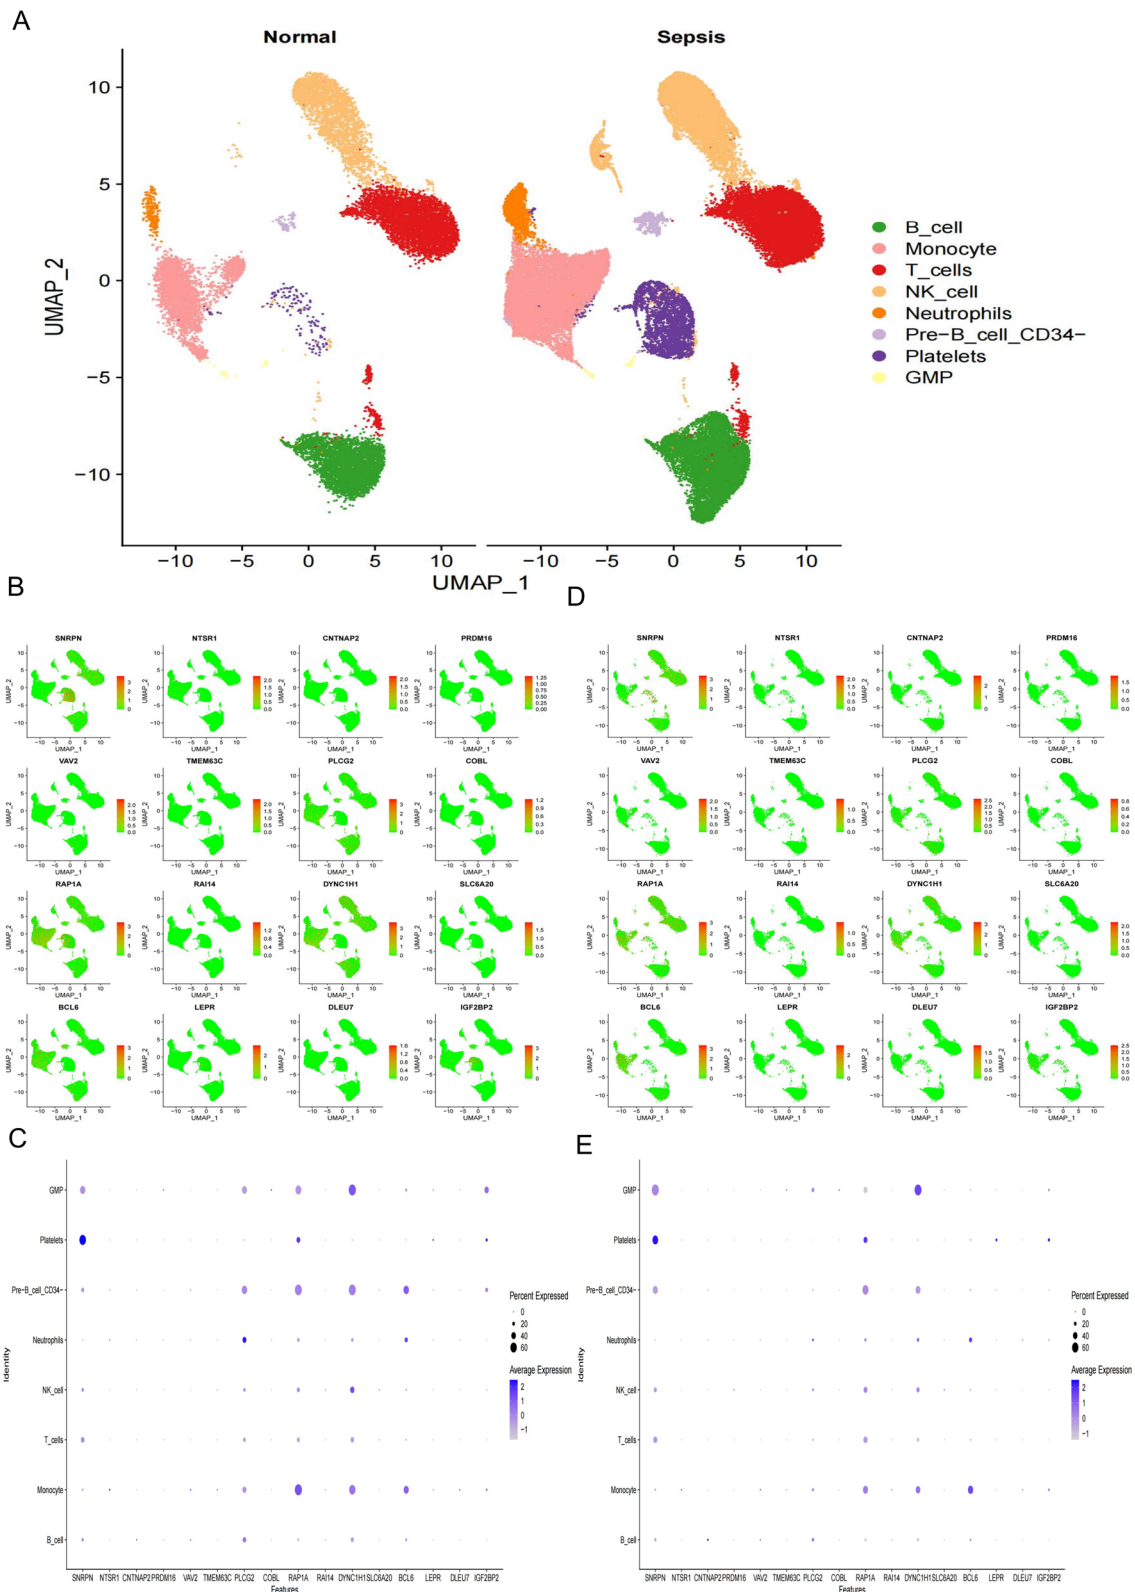 A
Normal Sepsis
10
5
0
−5
−10
UMAP_2
−10 −5 0 5 10 −10 −5 0 5 10
UMAP_1
B_cell
Monocyte
T_cells
NK_cell
Neutrophils
Pre−B_cell_CD34−
Platelets
GMP
B
SNRPN NTSR1 CNTNAP2 PRDM16
VAV2 TMEM63C PLCG2 COBL
RAP1A RAI14 DYNC1H1 SLC6A20
BCL6 LEPR DLEU7 IGF2BP2
UMAP_2
UMAP_1
D
SNRPN NTSR1 CNTNAP2 PRDM16
VAV2 TMEM63C PLCG2 COBL
RAP1A RAI14 DYNC1H1 SLC6A20
BCL6 LEPR DLEU7 IGF2BP2
UMAP_2
UMAP_1
C
GMP
Platelets
Pre−B_cell_CD34−
Neutrophils
NK_cell
T_cells
Monocyte
B_cell
Identity
SNRPN NTSR1 CNTNAP2 PRDM16 VAV2 TMEM63C PLCG2 COBL RAP1A RAI14 DYNC1H1 SLC6A20 BCL6 LEPR DLEU7 IGF2BP2
Features
Percent Expressed
0
20
40
60
Average Expression
2
1
0
−1
E
GMP
Platelets
Pre−B_cell_CD34−
Neutrophils
NK_cell
T_cells
Monocyte
B_cell
Identity
SNRPN NTSR1 CNTNAP2 PRDM16 VAV2 TMEM63C PLCG2 COBL RAP1A RAI14 DYNC1H1 SLC6A20 BCL6 LEPR DLEU7 IGF2BP2
Features
Percent Expressed
0
20
40
60
Average Expression
2
1
0
−1